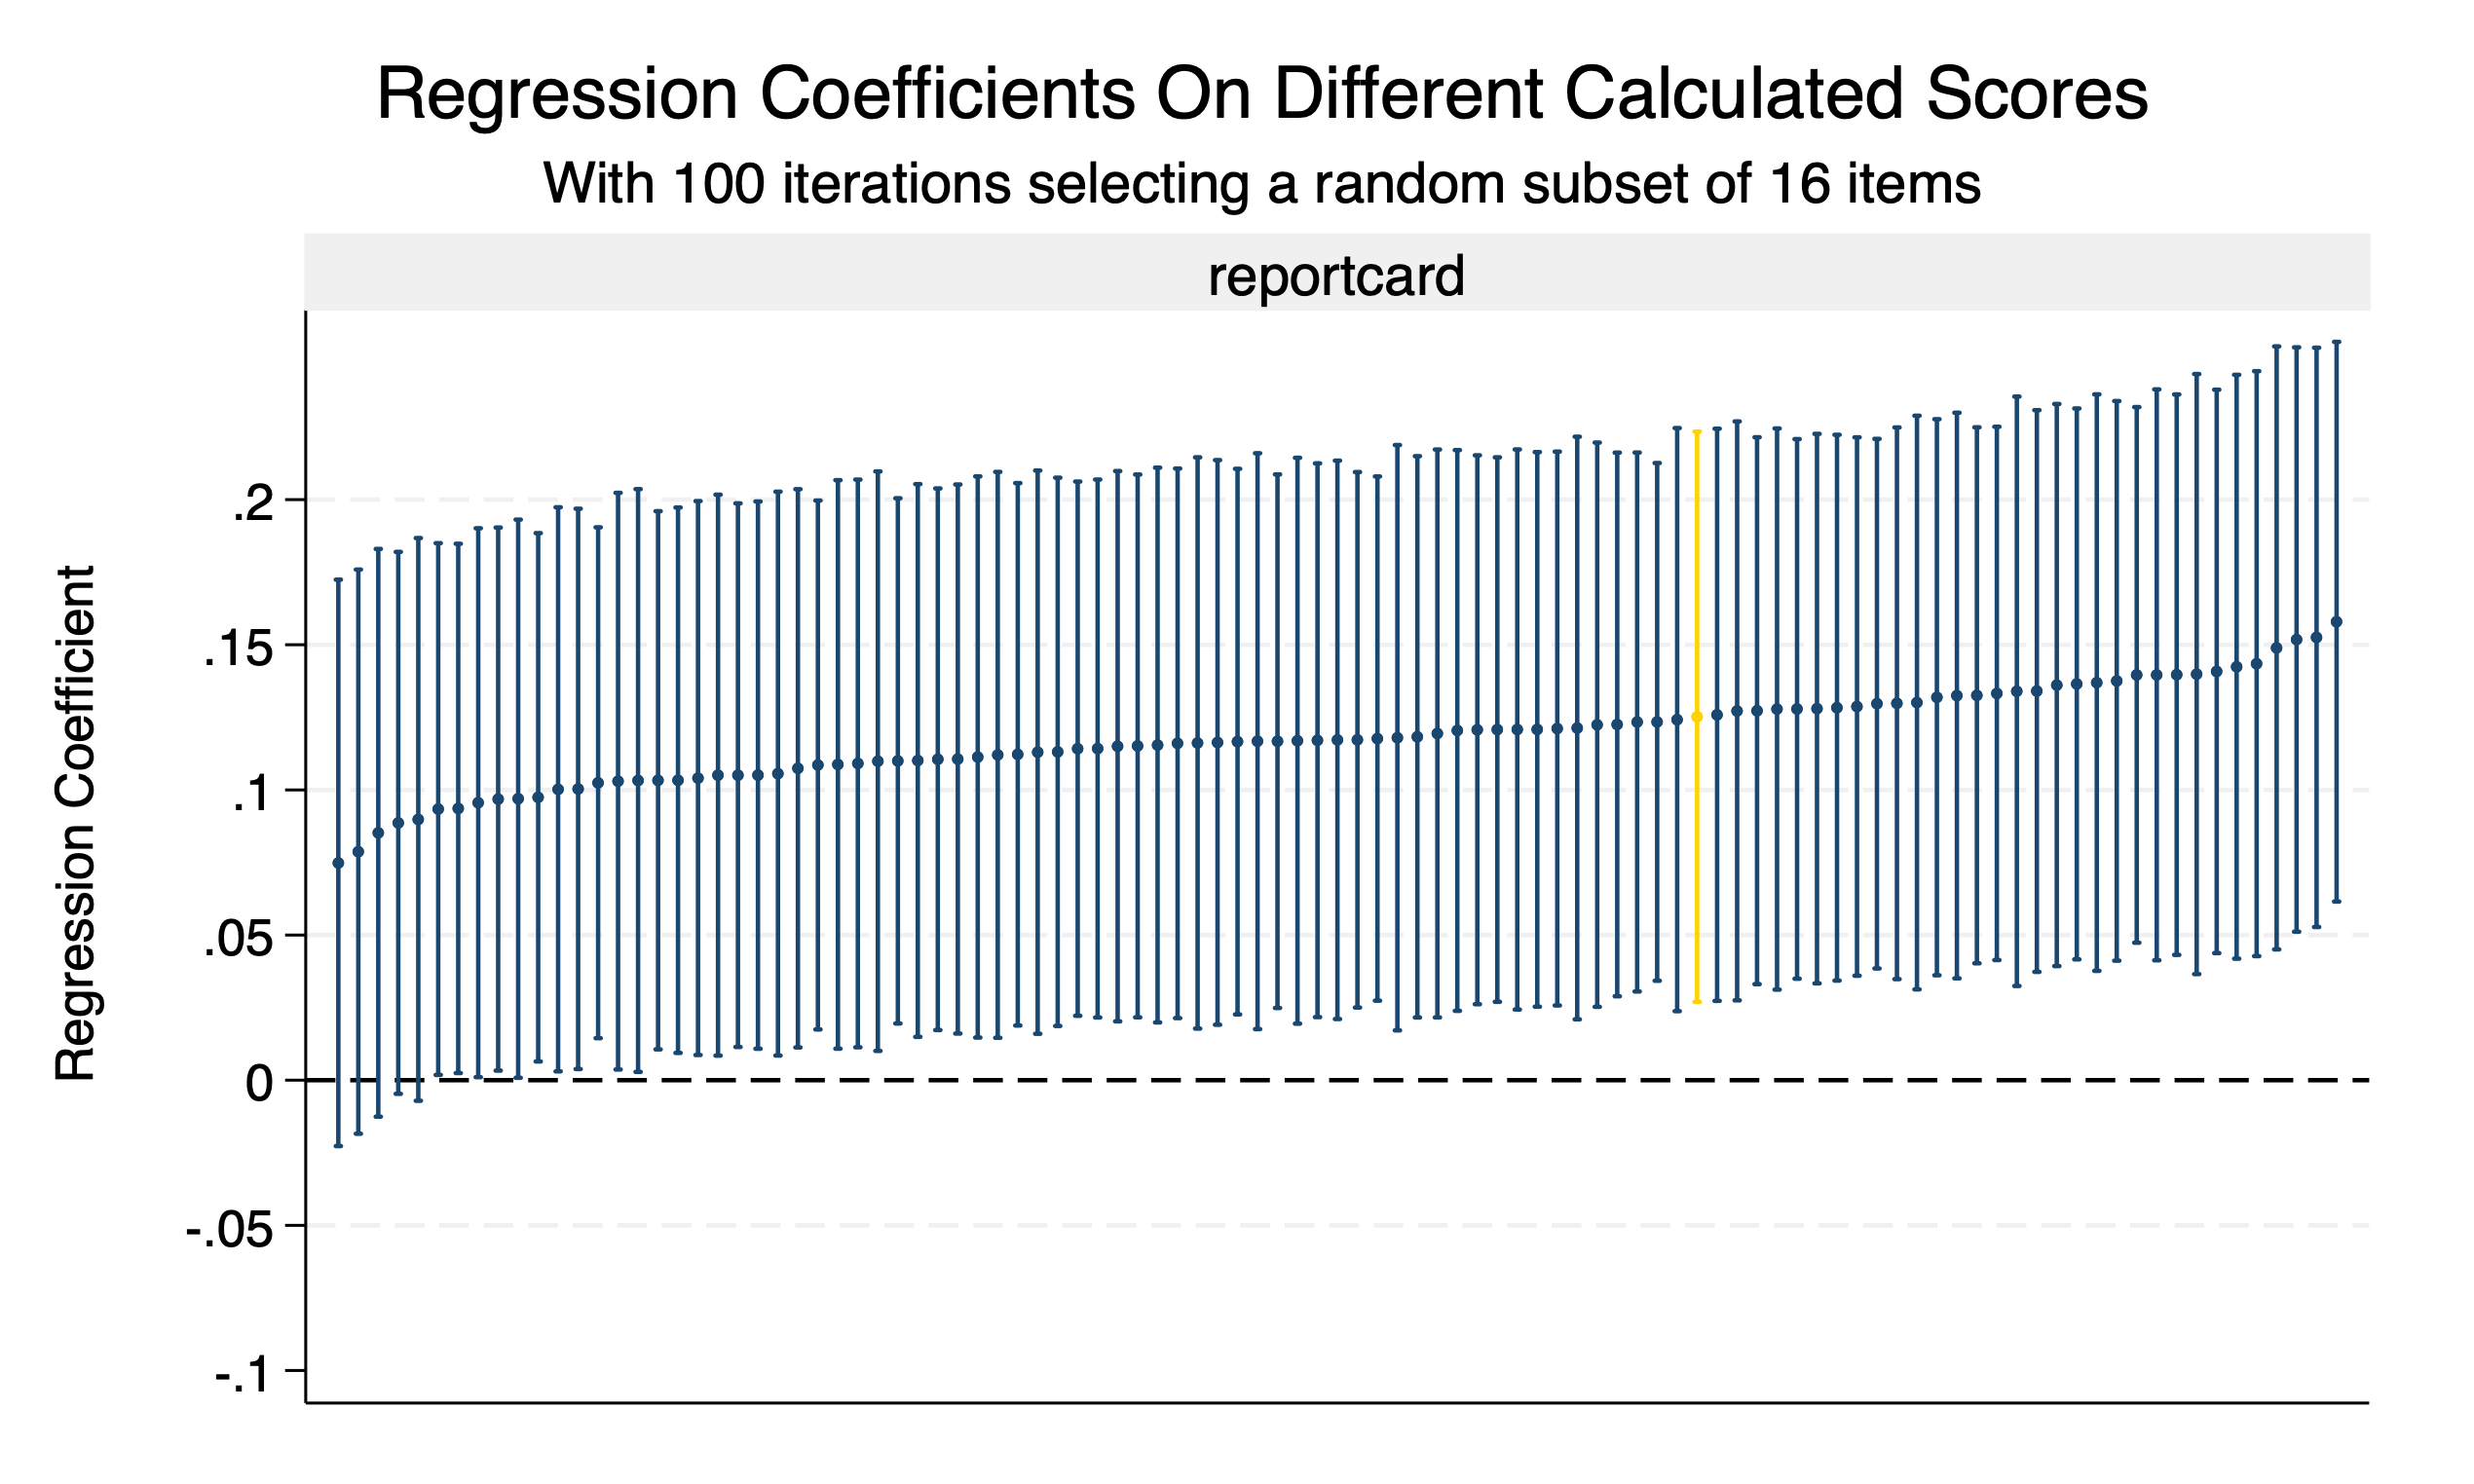 Regression Coefficients On Different Calculated Scores
With 100 iterations selecting a random subset of 16 items
reportcard
Regression Coefficient
.2
.15
.1
.05
0
-.05
-.1